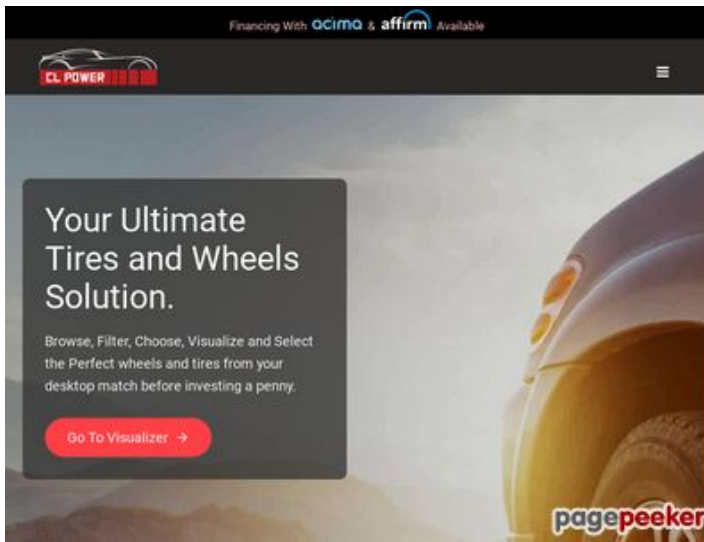 Financing With acima & affirm Available
CL POWER
Your Ultimate
Tires and Wheels
Solution.
Browse, Filter, Choose, Visualize and Select
the Perfect wheels and tires from your
desktop match before investing a penny.
Go To Visualizer →
pagepeeker